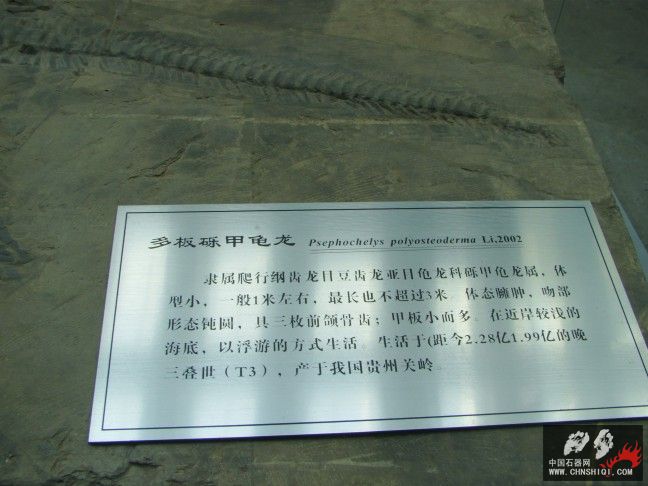 多板砾甲龟龙 Psephochelys polyosteoderma Li,2002
隶属爬行纲齿龙目豆齿龙亚目龟龙科砾甲龟龙属，体
型小，一般1米左右，最长也不超过3米。体态臃肿，吻部
形态钝圆，具三枚前颌骨齿；甲板小而多。在近岸较浅的
海底，以浮游的方式生活。生活于(距今2.28亿1.99亿的晚
三叠世（T3），产于我国贵州关岭。
中国石器网
WWW.CHNSHIQI.COM